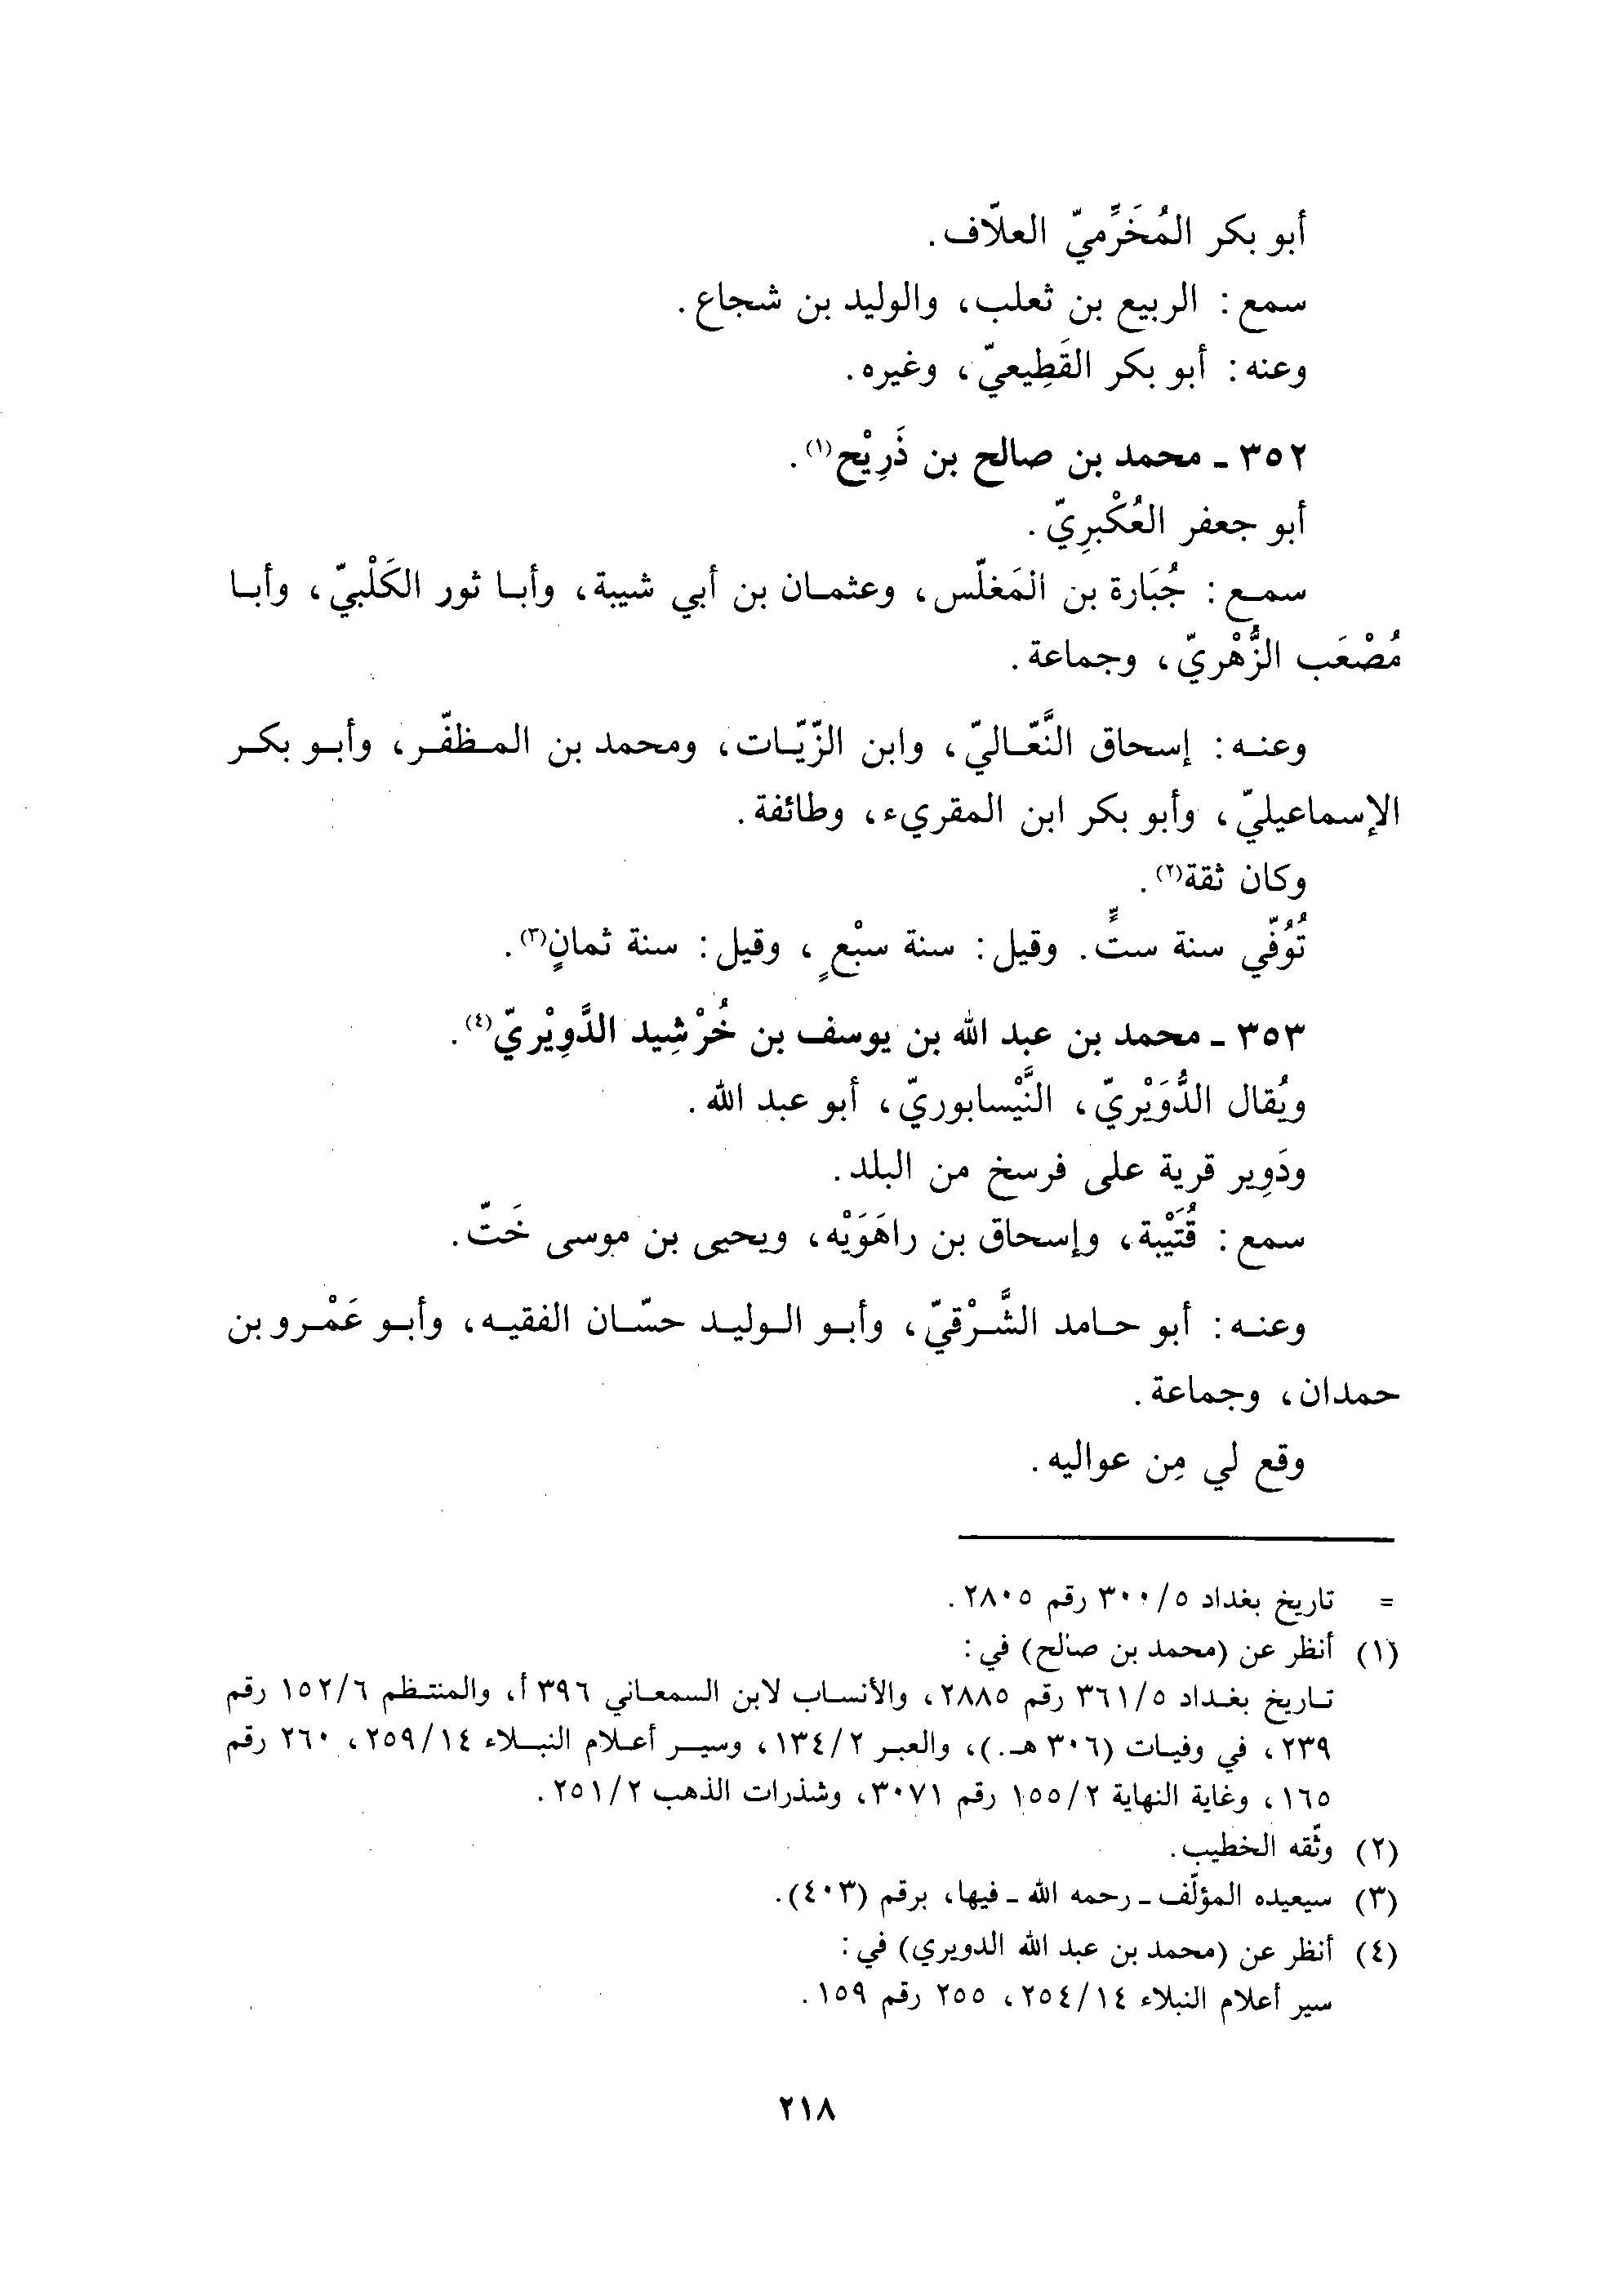 أبو بكر المُخَرِّميّ العلّاف.
سمع: الربيع بن ثعلب، والوليد بن شجاع.
وعنه: أبو بكر القَطِيعيّ، وغيره.
٣٥٢ ـ محمد بن صالح بن ذَرِيْح(١).
أبو جعفر العُكْبرِيّ.
سمع: جُبَارة بن المَغلّس، وعثمان بن أبي شيبة، وأبا ثور الكَلْبيّ، وأبا
مُصْعَب الزُّهْريّ، وجماعة.
وعنه: إسحاق النَّعّاليّ، وابن الزّيّات، ومحمد بن المظفّر، وأبو بكر
الإسماعيليّ، وأبو بكر ابن المقريء، وطائفة.
وكان ثقة(٢).
تُوُفّي سنة ستٍّ. وقيل: سنة سبْعٍ، وقيل: سنة ثمانٍ(٣).
٣٥٣ ـ محمد بن عبد الله بن يوسف بن خُرْشِيد الدَّوِيْريّ(٤).
ويُقال الدُّوَيْريّ، النَّيْسابوريّ، أبو عبد الله.
ودَوِير قرية على فرسخ من البلد.
سمع: قُتَيْبة، وإسحاق بن راهَوَيْه، ويحيى بن موسى خَتّ.
وعنه: أبو حامد الشَّرْقيّ، وأبو الوليد حسّان الفقيه، وأبو عَمْرو بن
حمدان، وجماعة.
وقع لي مِن عواليه.
= تاريخ بغداد ٥/٣٠٠ رقم ٢٨٠٥.
(١) أنظر عن (محمد بن صالح) في:
تاريخ بغداد ٥/٣٦١ رقم ٢٨٨٥، والأنساب لابن السمعاني ٣٩٦ أ، والمنتظم ٦/١٥٢ رقم
٢٣٩، في وفيات (٣٠٦ هـ.)، والعبر ٢/١٣٤، وسير أعلام النبلاء ١٤/٢٥٩، ٢٦٠ رقم
١٦٥، وغاية النهاية ٢/١٥٥ رقم ٣٠٧١، وشذرات الذهب ٢/٢٥١.
(٢) وثّقه الخطيب.
(٣) سيعيده المؤلّف ـ رحمه الله ـ فيها، برقم (٤٠٣).
(٤) أنظر عن (محمد بن عبد الله الدويري) في:
سير أعلام النبلاء ١٤/٢٥٤، ٢٥٥ رقم ١٥٩.
٢١٨